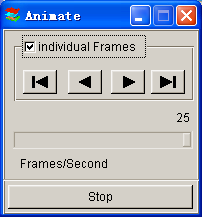 Animate
individual Frames
25
Frames/Second
Stop